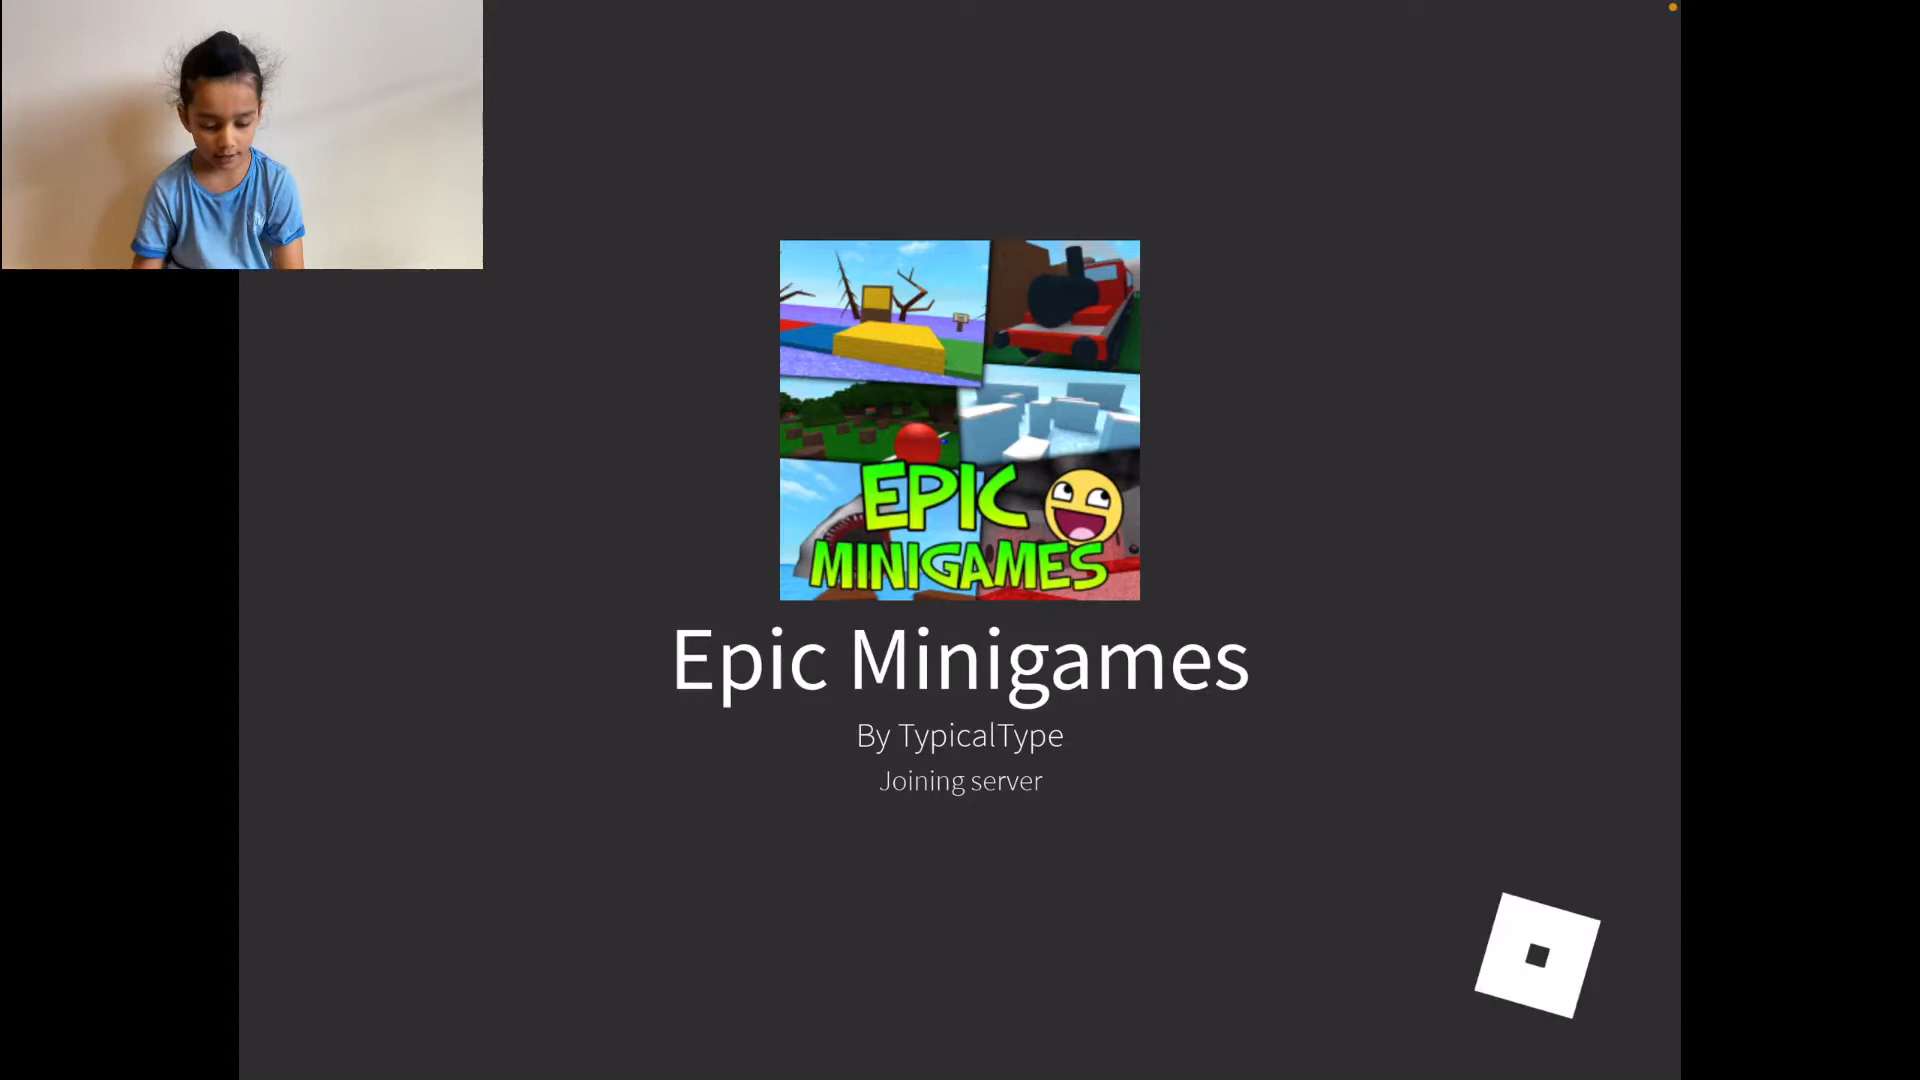 EPIC
MINIGAMES
Epic Minigames
By TypicalType
Joining server